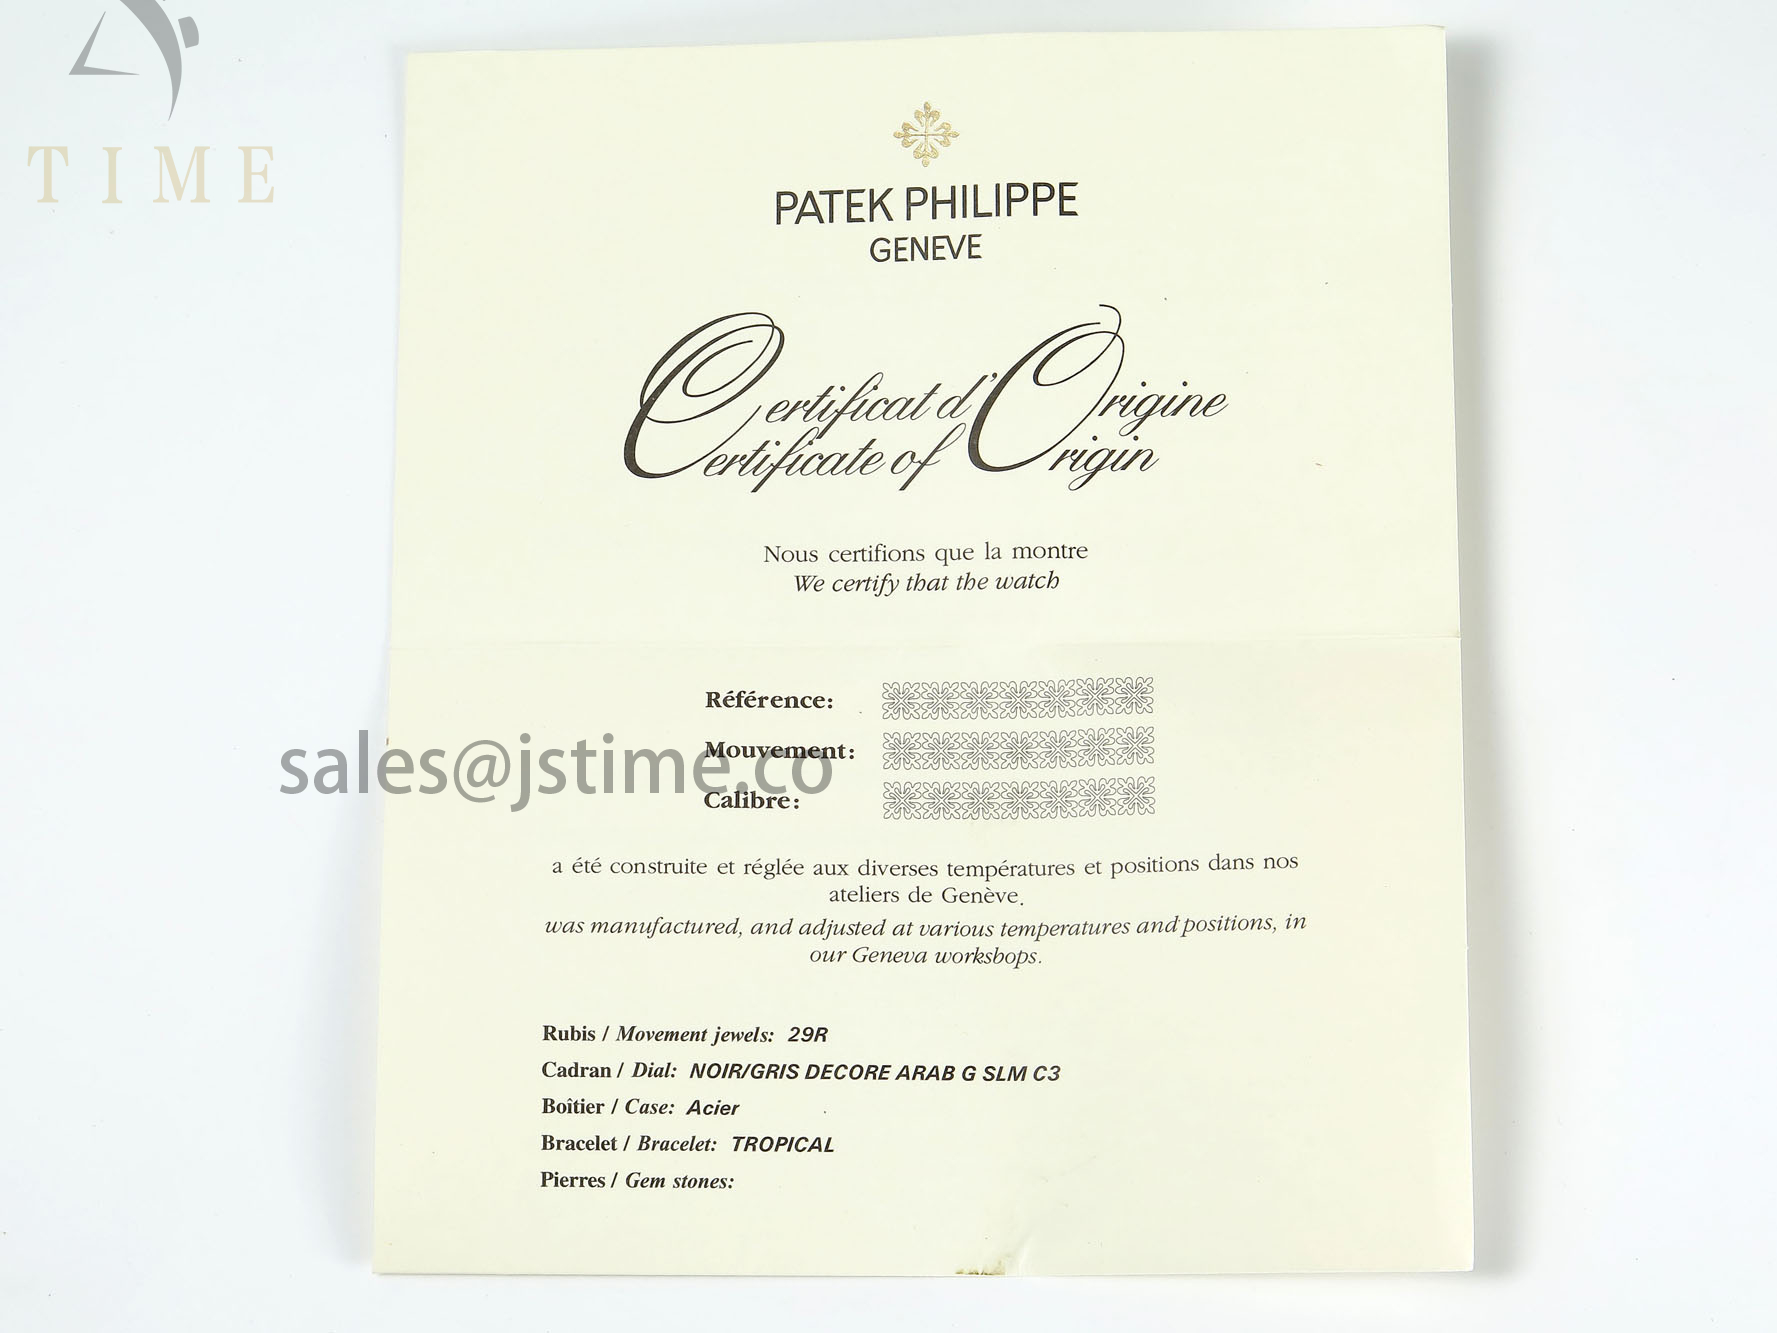 TIME
PATEK PHILIPPE
GENEVE
Certificat d'Origine
Certificate of Origin
Nous certifions que la montre
We certify that the watch
Référence:
sales@jstime.co
Mouvement:
Calibre:
a été construite et réglée aux diverses températures et positions dans nos
ateliers de Genève.
was manufactured, and adjusted at various temperatures and positions, in
our Geneva workshops.
Rubis / Movement jewels: 29R
Cadran / Dial: NOIR/GRIS DECORE ARAB G SLM C3
Boîtier / Case: Acier
Bracelet / Bracelet: TROPICAL
Pierres / Gem stones: